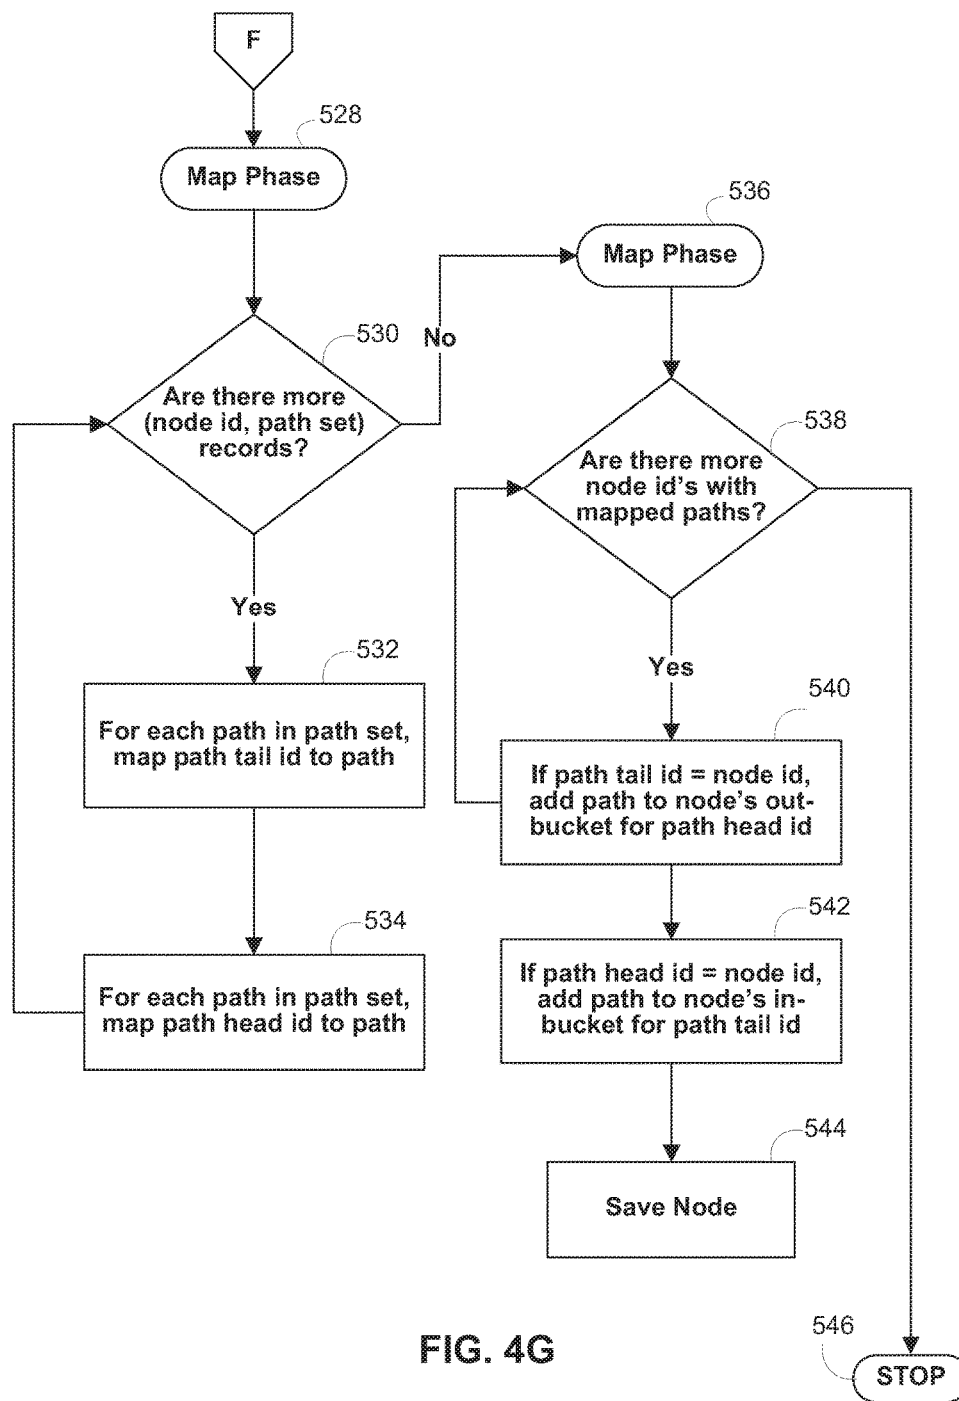 F
528
Map Phase
530
Are there more
(node id, path set)
records?
No
Yes
532
For each path in path set,
map path tail id to path
534
For each path in path set,
map path head id to path
536
Map Phase
538
Are there more
node id's with
mapped paths?
Yes
540
If path tail id = node id,
add path to node's out-
bucket for path head id
542
If path head id = node id,
add path to node's in-
bucket for path tail id
544
Save Node
546
STOP
FIG. 4G